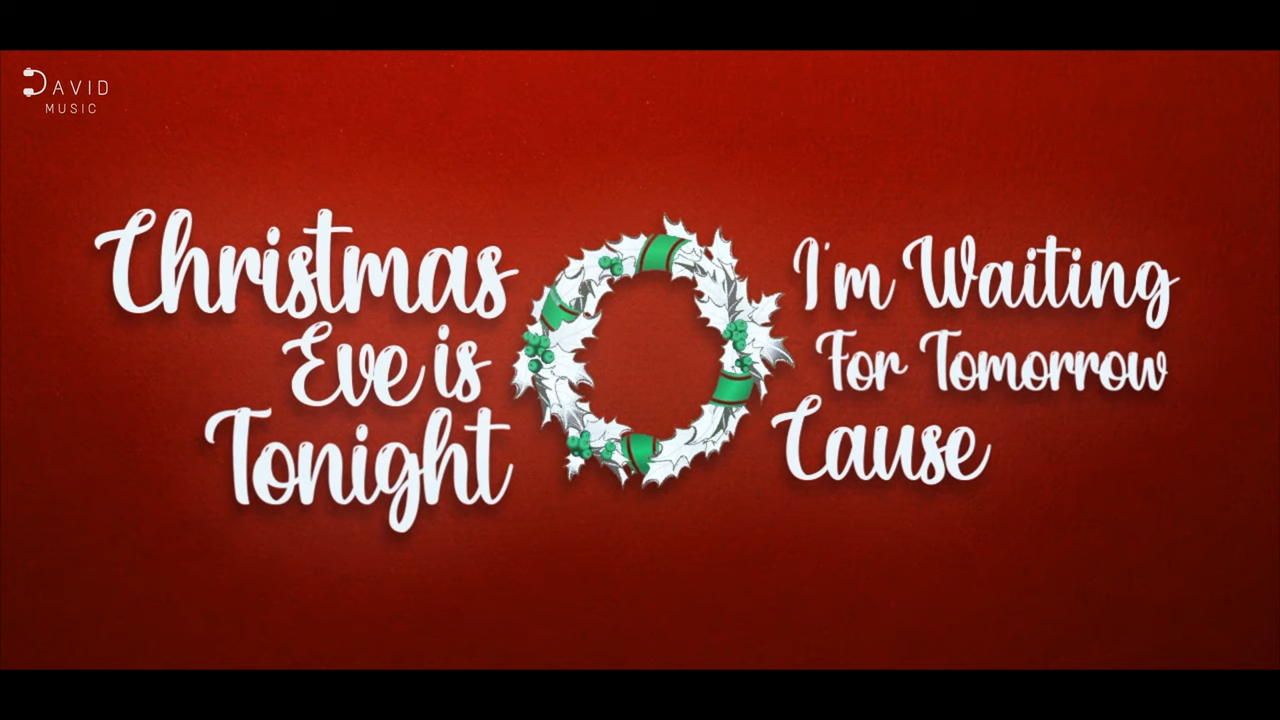 DAVID
MUSIC
Christmas
Eve is
Tonight
I'm Waiting
For Tomorrow
Cause